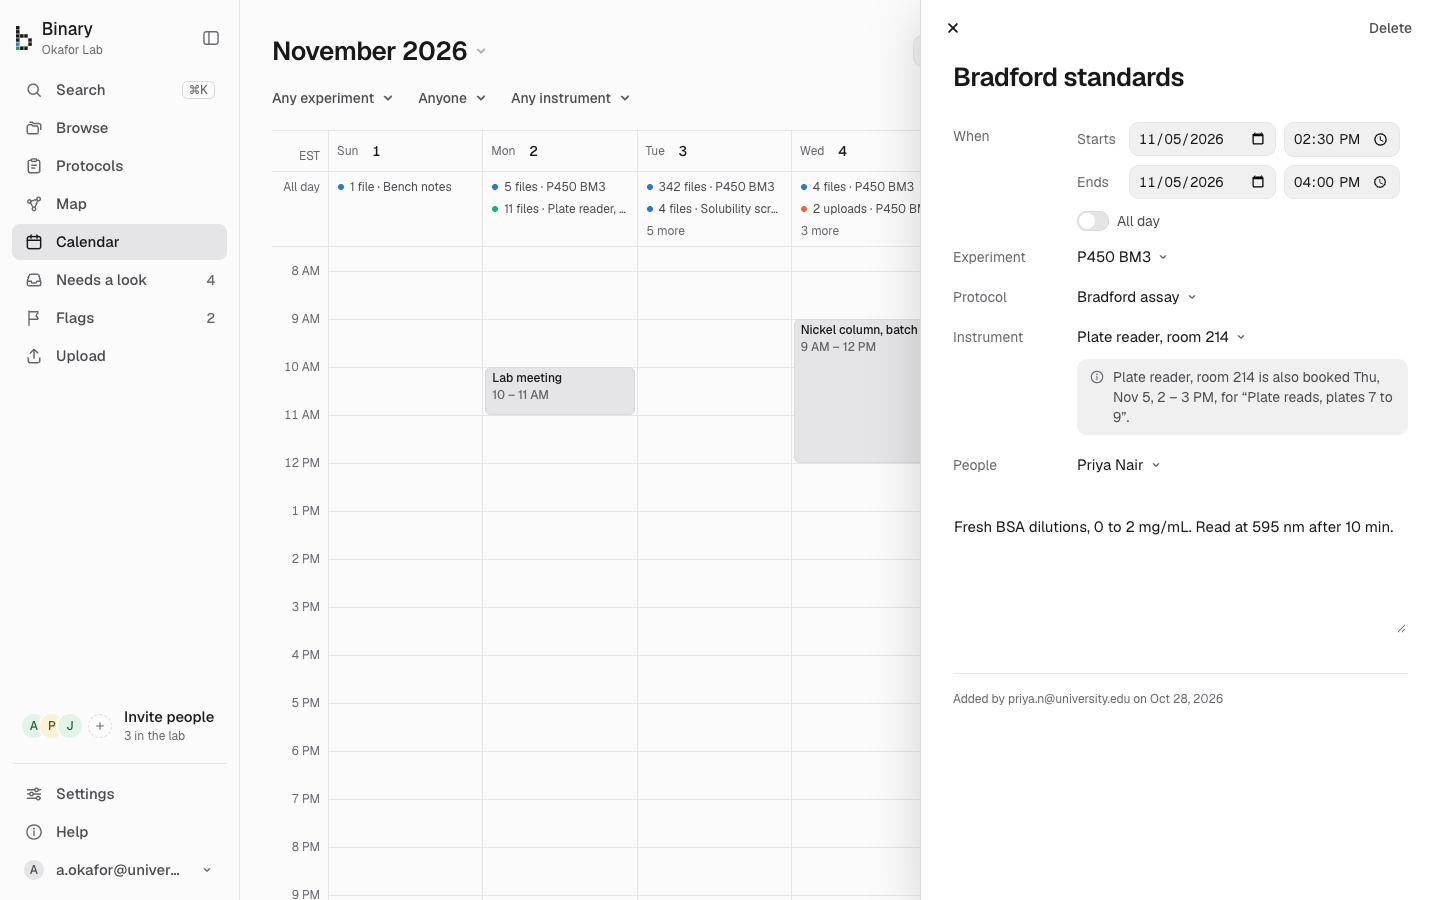 Binary
Okafor Lab
Search ⌘K
Browse
Protocols
Map
Calendar
Needs a look 4
Flags 2
Upload
A P J + Invite people
3 in the lab
Settings
Help
A a.okafor@univer...
November 2026
Any experiment Anyone Any instrument
EST Sun 1 Mon 2 Tue 3 Wed 4
All day 1 file · Bench notes 5 files · P450 BM3 342 files · P450 BM3 4 files · P450 BM3
11 files · Plate reader, ... 4 files · Solubility scr... 2 uploads · P450 BM
5 more 3 more
8 AM
9 AM
Nickel column, batch
9 AM – 12 PM
10 AM
Lab meeting
10 – 11 AM
11 AM
12 PM
1 PM
2 PM
3 PM
4 PM
5 PM
6 PM
7 PM
8 PM
9 PM
Delete
Bradford standards
When Starts 11/05/2026 02:30 PM
Ends 11/05/2026 04:00 PM
All day
Experiment P450 BM3
Protocol Bradford assay
Instrument Plate reader, room 214
Plate reader, room 214 is also booked Thu,
Nov 5, 2 – 3 PM, for “Plate reads, plates 7 to
9”.
People Priya Nair
Fresh BSA dilutions, 0 to 2 mg/mL. Read at 595 nm after 10 min.
Added by priya.n@university.edu on Oct 28, 2026